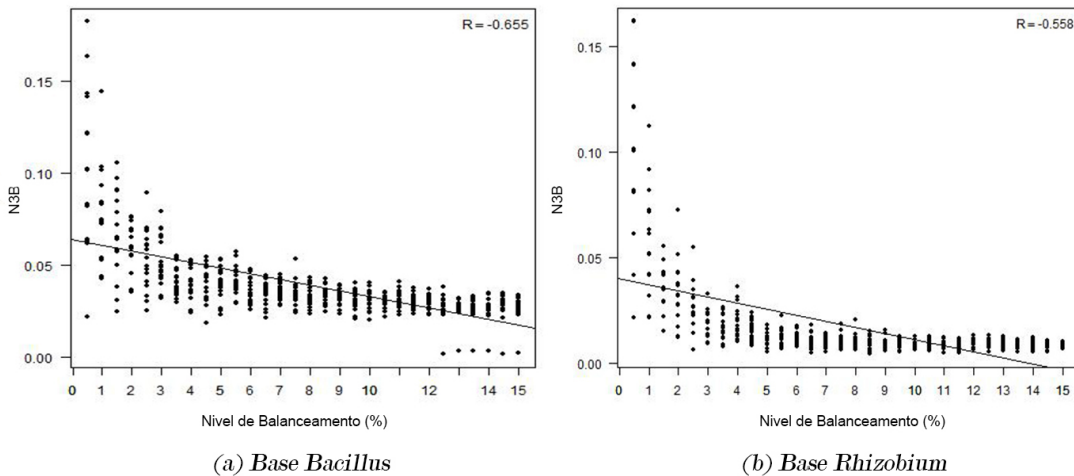 R = -0.655
0.15
0.10
0.05
0.00
N3B
0 1 2 3 4 5 6 7 8 9 10 11 12 13 14 15
Nivel de Balanceamento (%)
(a) Base Bacillus
R = -0.558
0.15
0.10
0.05
0.00
N3B
0 1 2 3 4 5 6 7 8 9 10 11 12 13 14 15
Nivel de Balanceamento (%)
(b) Base Rhizobium